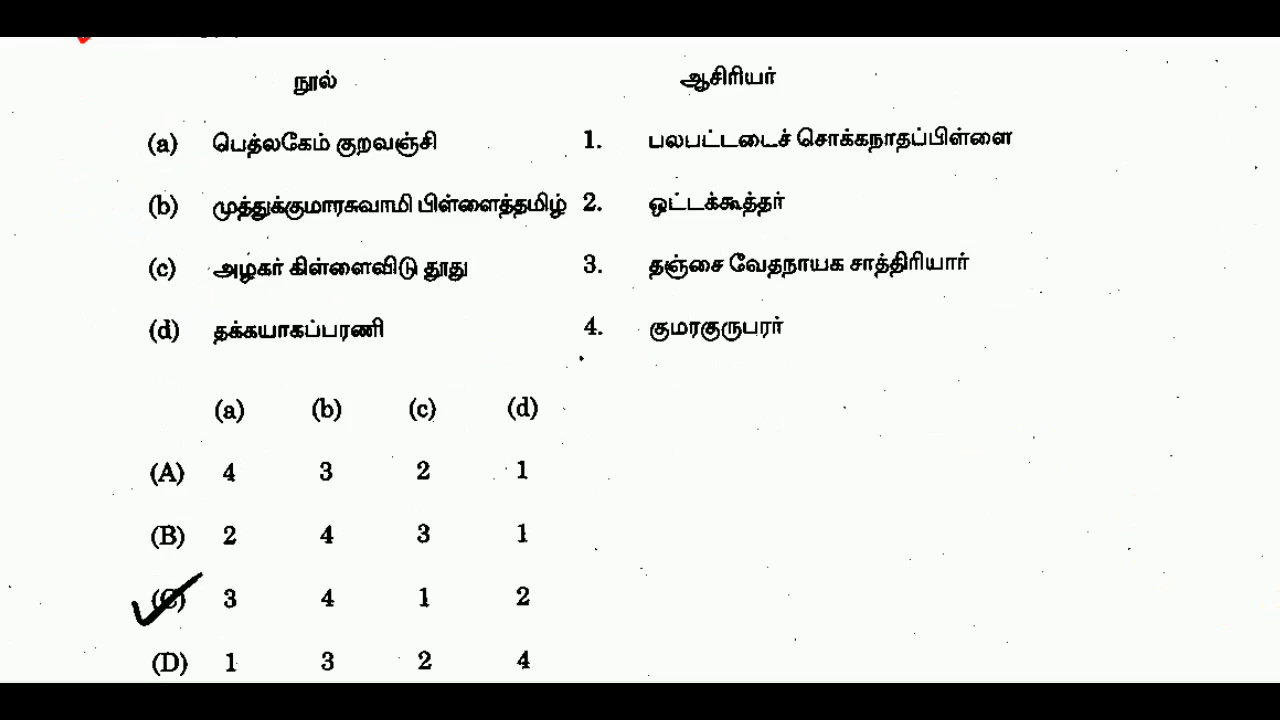 நூல் ஆசிரியர்
(a) பெத்லகேம் குறவஞ்சி 1. பலபட்டடைச் சொக்கநாதப்பிள்ளை
(b) முத்துக்குமாரசுவாமி பிள்ளைத்தமிழ் 2. ஒட்டக்கூத்தர்
(c) அழகர் கிள்ளைவிடு தூது 3. தஞ்சை வேதநாயக சாத்திரியார்
(d) தக்கயாகப்பரணி 4. குமரகுருபரர்
(a) (b) (c) (d)
(A) 4 3 2 1
(B) 2 4 3 1
(C) 3 4 1 2
(D) 1 3 2 4